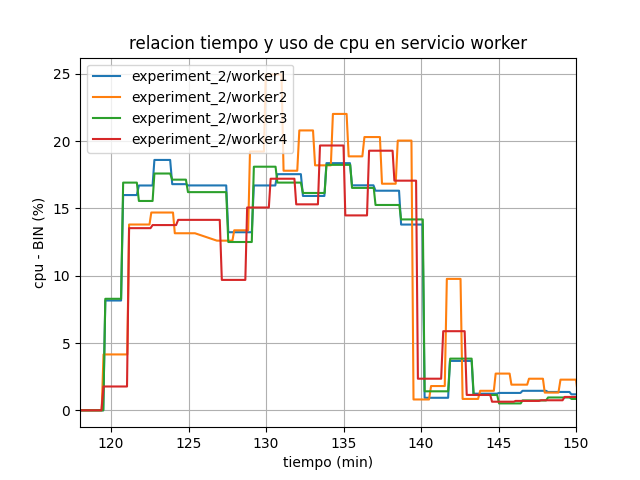 relacion tiempo y uso de cpu en servicio worker
experiment_2/worker1
experiment_2/worker2
experiment_2/worker3
experiment_2/worker4
cpu - BIN (%)
25
20
15
10
5
0
120
125
130
135
140
145
150
tiempo (min)